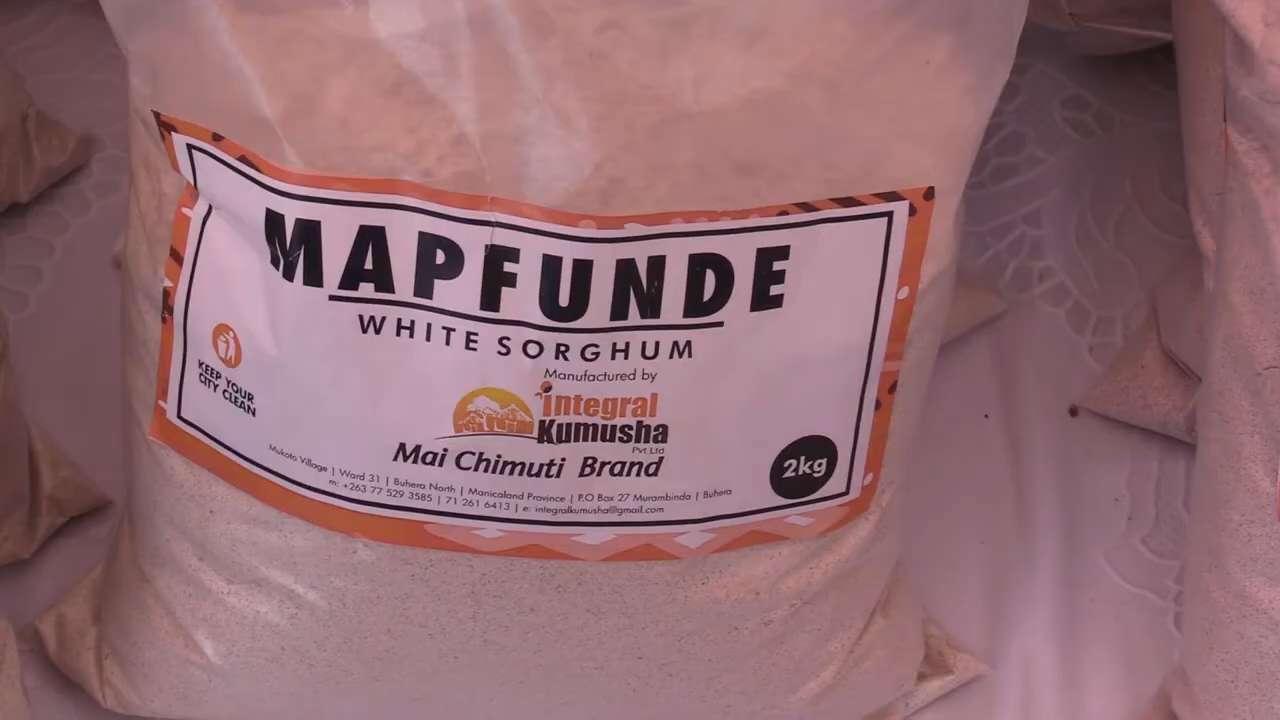 MAPFUNDE
WHITE SORGHUM
Manufactured by
integral
Kumusha
Pvt Ltd
Mai Chimuti Brand
KEEP YOUR
CITY CLEAN
2kg
Mukoto Village | Ward 31 | Buhera North | Manicaland Province | P.O Box 27 Murambinda | Buhera
m: +263 77 529 3585 | 71 261 6413 | e: integralkumusha@gmail.com